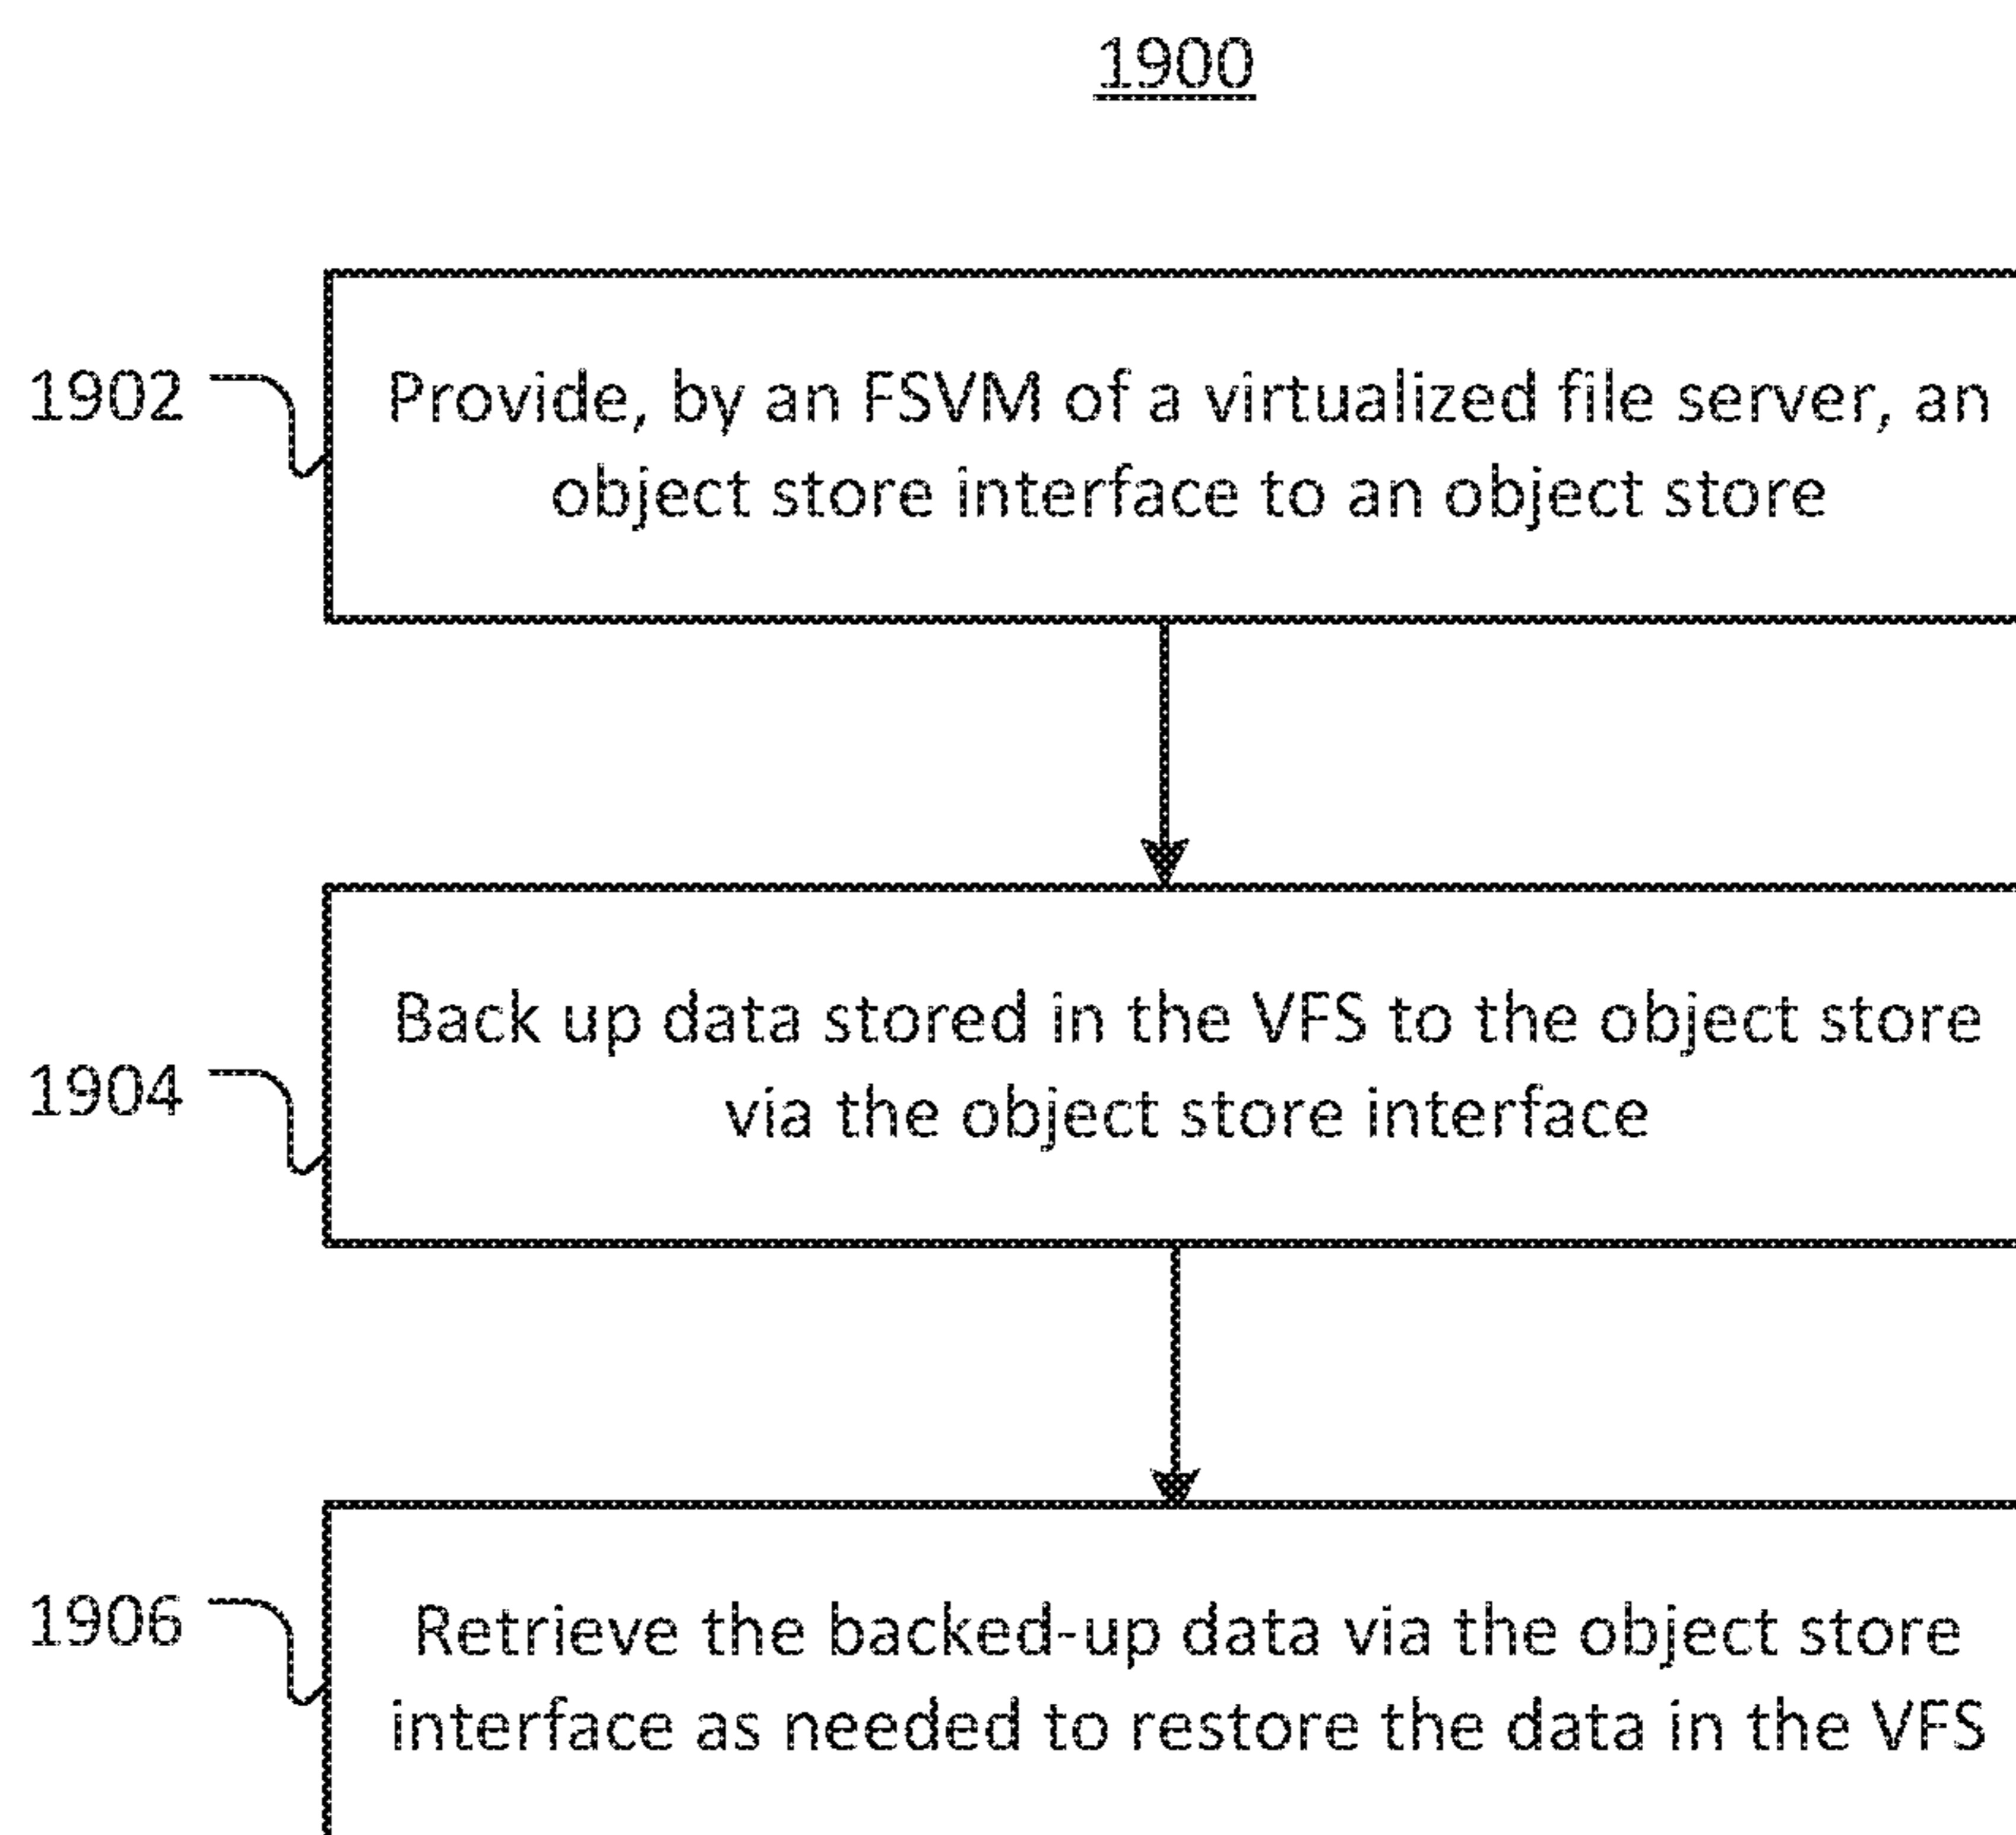 1900
1902
Provide, by an FSVM of a virtualized file server, an
object store interface to an object store
1904
Back up data stored in the VFS to the object store
via the object store interface
1906
Retrieve the backed-up data via the object store
interface as needed to restore the data in the VFS